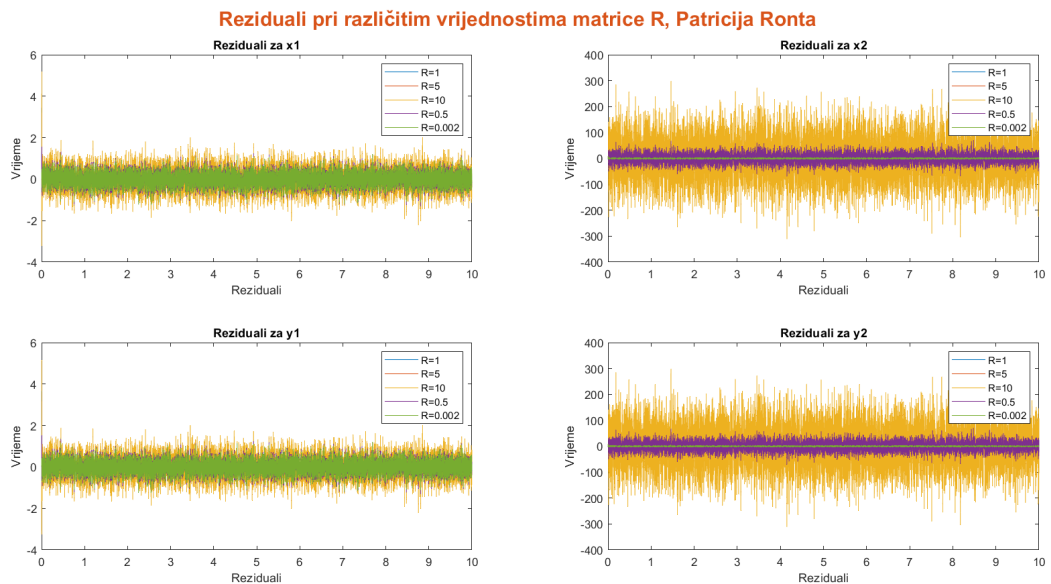 Reziduali pri različitim vrijednostima matrice R, Patricija Ronta
Reziduali za x1
6
4
2
0
-2
-4
Vrijeme
R=1
R=5
R=10
R=0.5
R=0.002
0 1 2 3 4 5 6 7 8 9 10
Reziduali
Reziduali za x2
400
300
200
100
0
-100
-200
-300
-400
Vrijeme
R=1
R=5
R=10
R=0.5
R=0.002
0 1 2 3 4 5 6 7 8 9 10
Reziduali
Reziduali za y1
6
4
2
0
-2
-4
Vrijeme
R=1
R=5
R=10
R=0.5
R=0.002
0 1 2 3 4 5 6 7 8 9 10
Reziduali
Reziduali za y2
400
300
200
100
0
-100
-200
-300
-400
Vrijeme
R=1
R=5
R=10
R=0.5
R=0.002
0 1 2 3 4 5 6 7 8 9 10
Reziduali